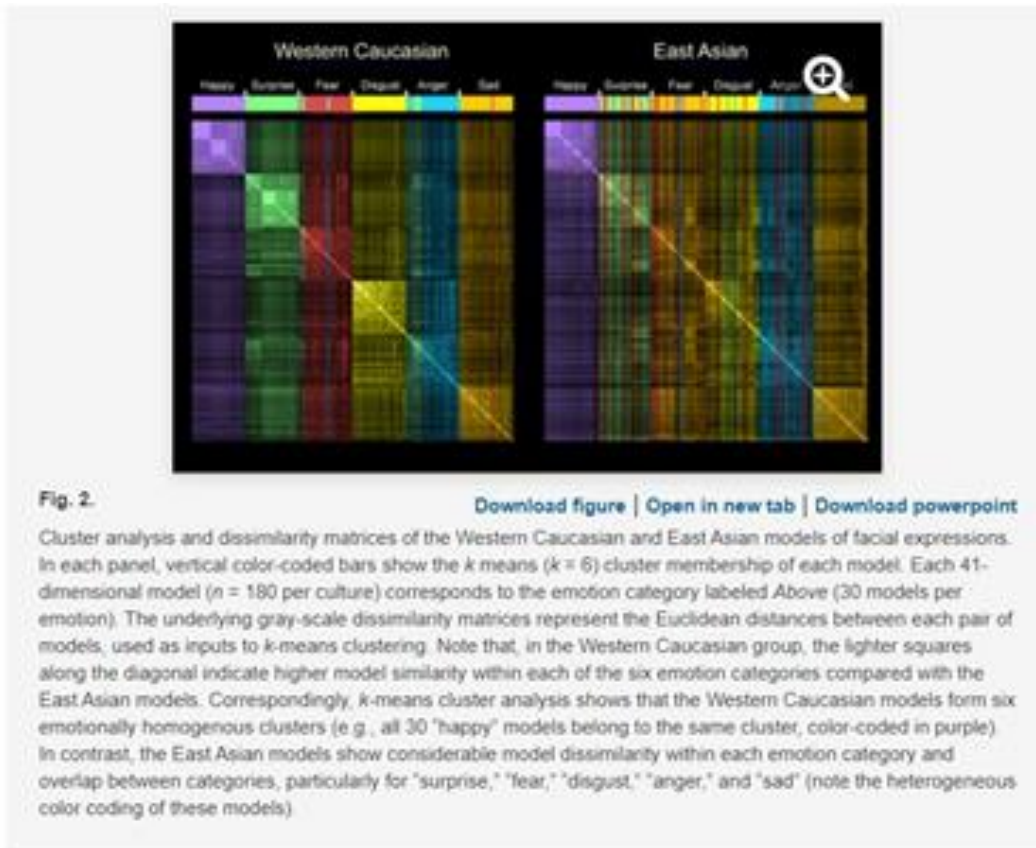 Western Caucasian East Asian
Happy Surprise Fear Disgust Anger Sad Happy Surprise Fear Disgust
Fig. 2.
Download figure | Open in new tab | Download powerpoint
Cluster analysis and dissimilarity matrices of the Western Caucasian and East Asian models of facial expressions.
In each panel, vertical color-coded bars show the k means (k = 6) cluster membership of each model. Each 41-
dimensional model (n = 180 per culture) corresponds to the emotion category labeled Above (30 models per
emotion). The underlying gray-scale dissimilarity matrices represent the Euclidean distances between each pair of
models, used as inputs to k-means clustering. Note that, in the Western Caucasian group, the lighter squares
along the diagonal indicate higher model similarity within each of the six emotion categories compared with the
East Asian models. Correspondingly, k-means cluster analysis shows that the Western Caucasian models form six
emotionally homogenous clusters (e.g., all 30 "happy" models belong to the same cluster, color-coded in purple).
In contrast, the East Asian models show considerable model dissimilarity within each emotion category and
overlap between categories, particularly for "surprise," "fear," "disgust," "anger," and "sad" (note the heterogeneous
color coding of these models).